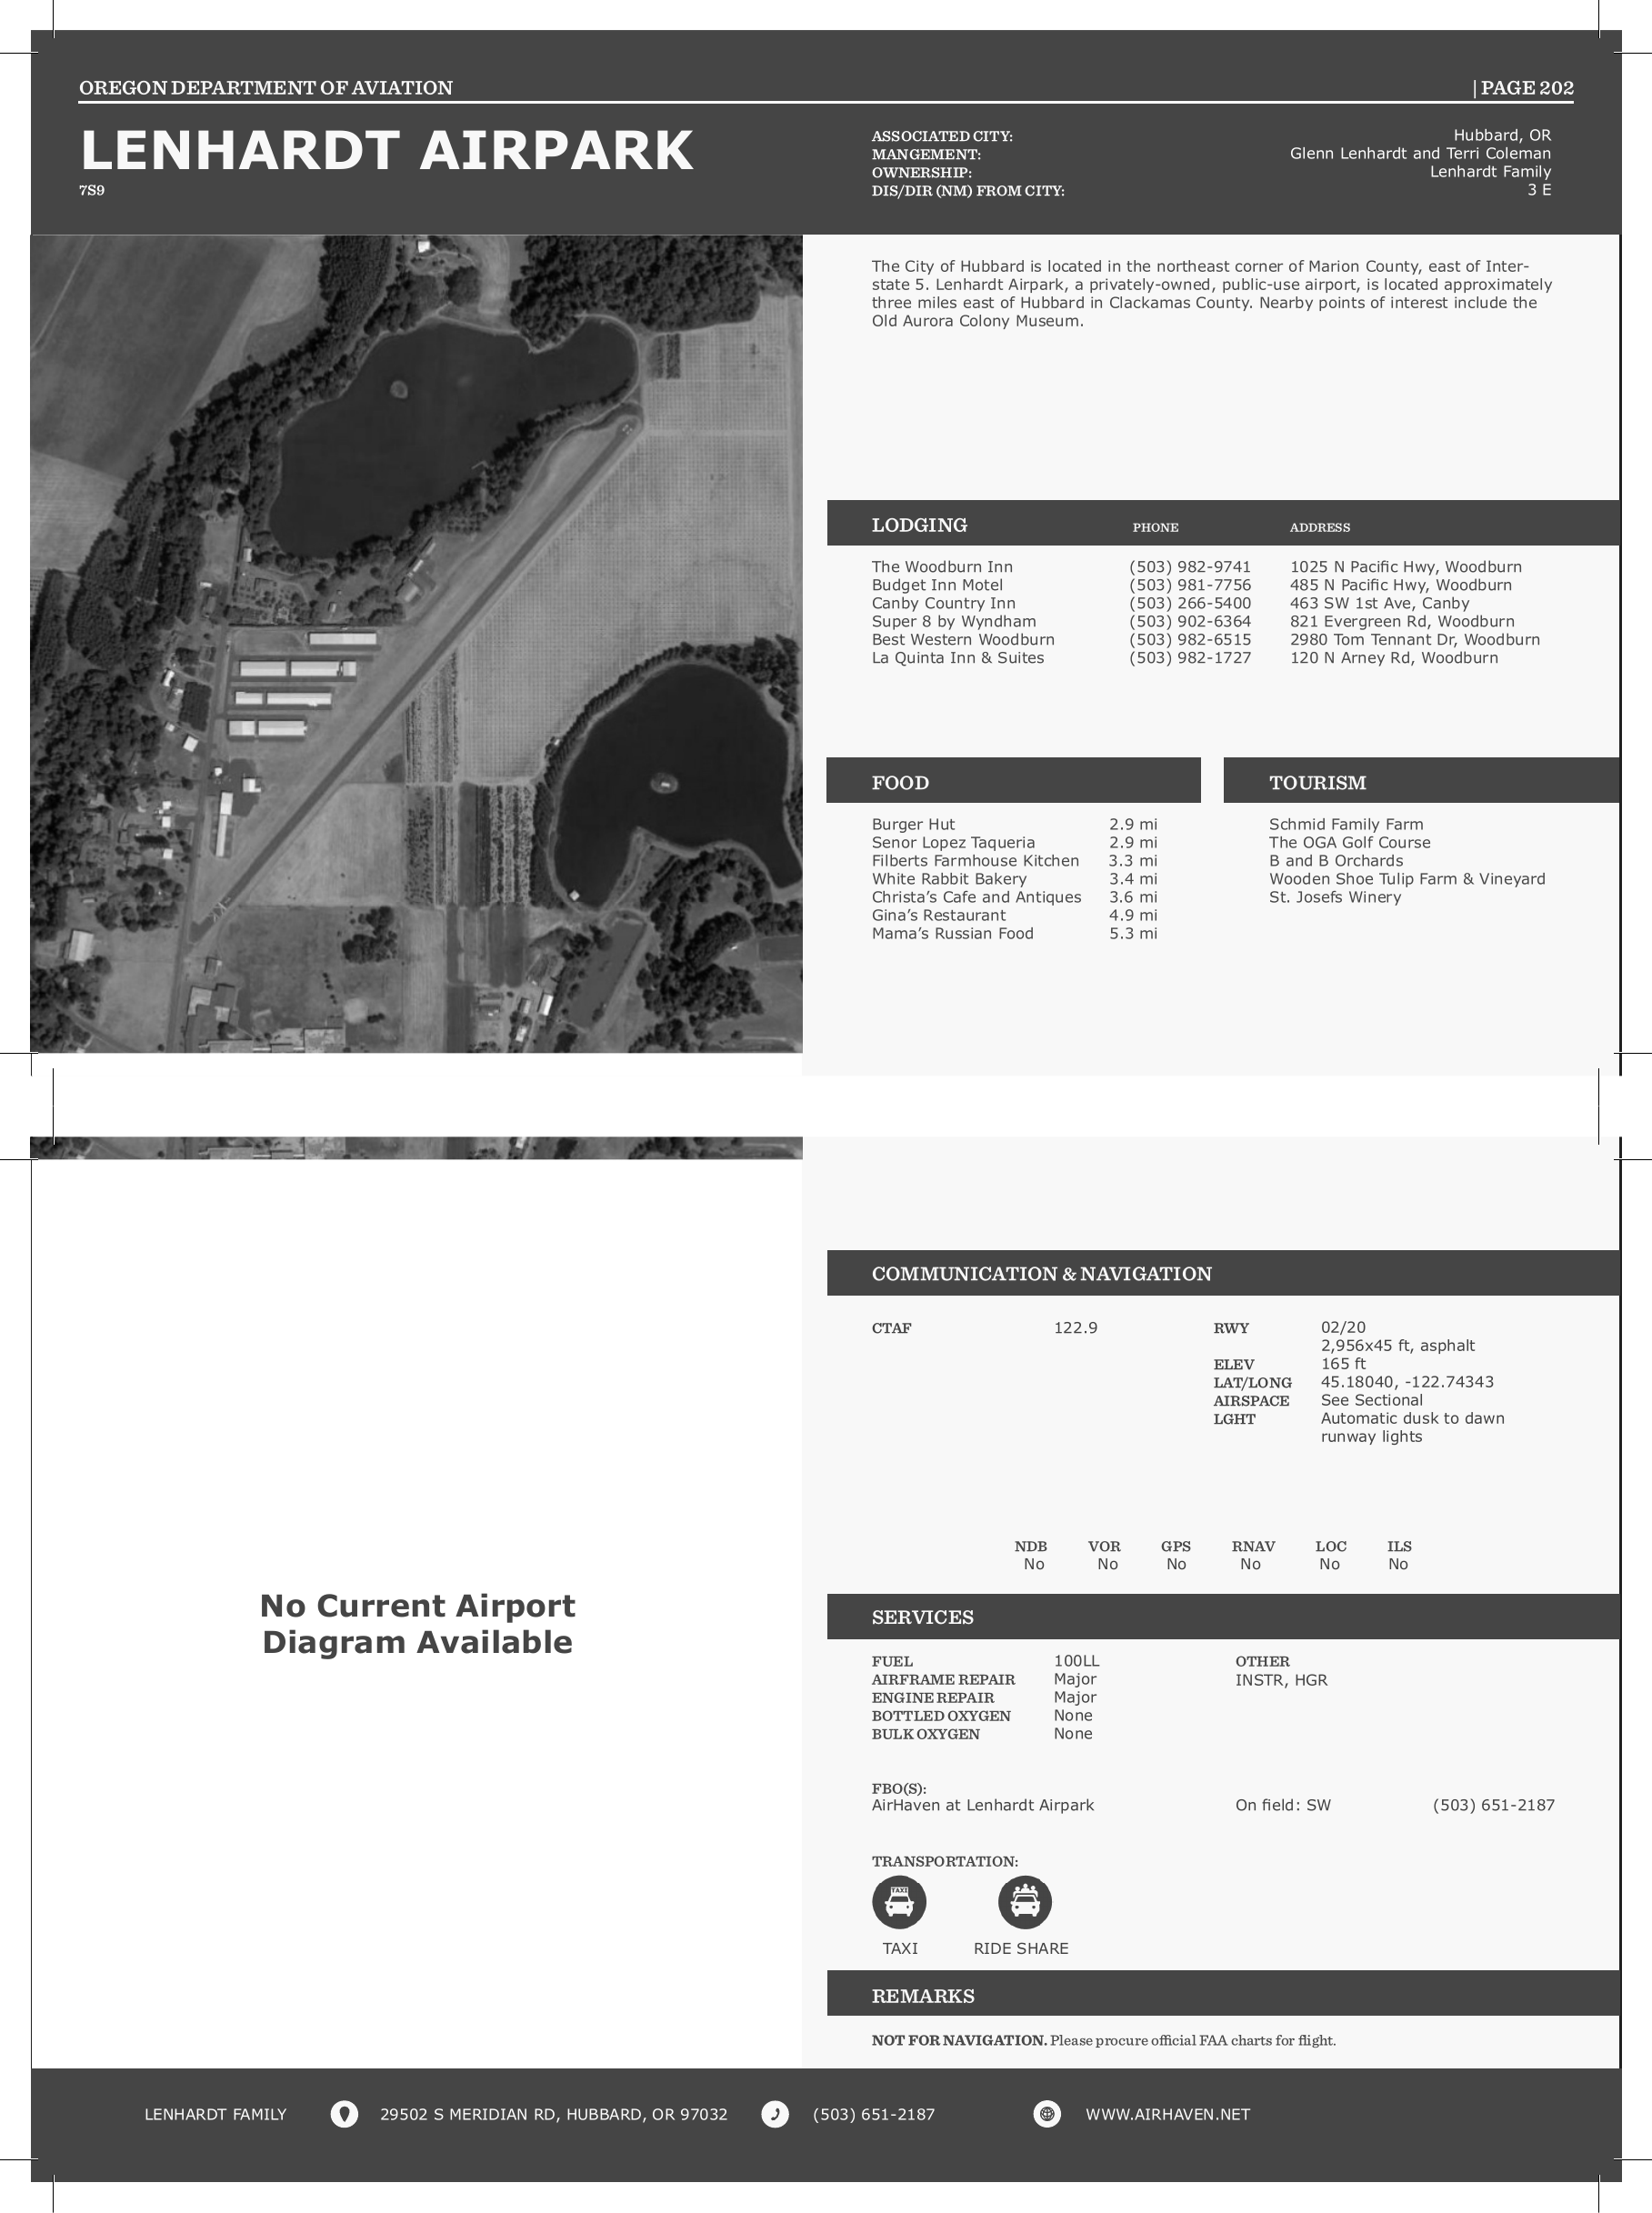 OREGON DEPARTMENT OF AVIATION
| PAGE 202
LENHARDT AIRPARK
7S9
ASSOCIATED CITY: Hubbard, OR
MANGEMENT: Glenn Lenhardt and Terri Coleman
OWNERSHIP: Lenhardt Family
DIS/DIR (NM) FROM CITY: 3 E
The City of Hubbard is located in the northeast corner of Marion County, east of Inter-
state 5. Lenhardt Airpark, a privately-owned, public-use airport, is located approximately
three miles east of Hubbard in Clackamas County. Nearby points of interest include the
Old Aurora Colony Museum.
LODGING PHONE ADDRESS
The Woodburn Inn (503) 982-9741 1025 N Pacific Hwy, Woodburn
Budget Inn Motel (503) 981-7756 485 N Pacific Hwy, Woodburn
Canby Country Inn (503) 266-5400 463 SW 1st Ave, Canby
Super 8 by Wyndham (503) 902-6364 821 Evergreen Rd, Woodburn
Best Western Woodburn (503) 982-6515 2980 Tom Tennant Dr, Woodburn
La Quinta Inn & Suites (503) 982-1727 120 N Arney Rd, Woodburn
FOOD
Burger Hut 2.9 mi
Senor Lopez Taqueria 2.9 mi
Filberts Farmhouse Kitchen 3.3 mi
White Rabbit Bakery 3.4 mi
Christa’s Cafe and Antiques 3.6 mi
Gina’s Restaurant 4.9 mi
Mama’s Russian Food 5.3 mi
TOURISM
Schmid Family Farm
The OGA Golf Course
B and B Orchards
Wooden Shoe Tulip Farm & Vineyard
St. Josefs Winery
No Current Airport
Diagram Available
COMMUNICATION & NAVIGATION
CTAF 122.9
RWY 02/20
2,956x45 ft, asphalt
ELEV 165 ft
LAT/LONG 45.18040, -122.74343
AIRSPACE See Sectional
LGHT Automatic dusk to dawn
runway lights
NDB VOR GPS RNAV LOC ILS
No No No No No No
SERVICES
FUEL 100LL
AIRFRAME REPAIR Major
ENGINE REPAIR Major
BOTTLED OXYGEN None
BULK OXYGEN None
OTHER
INSTR, HGR
FBO(S):
AirHaven at Lenhardt Airpark On field: SW (503) 651-2187
TRANSPORTATION:
TAXI
TAXI RIDE SHARE
REMARKS
NOT FOR NAVIGATION. Please procure official FAA charts for flight.
LENHARDT FAMILY 29502 S MERIDIAN RD, HUBBARD, OR 97032 (503) 651-2187 WWW.AIRHAVEN.NET